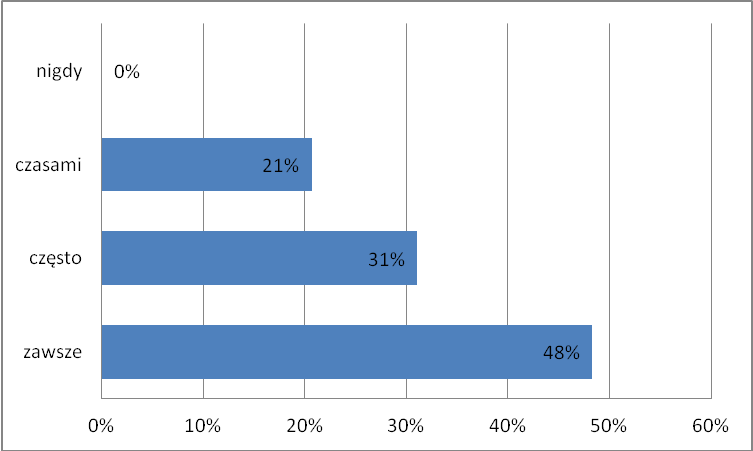 nigdy 0%
czasami 21%
często 31%
zawsze 48%
0% 10% 20% 30% 40% 50% 60%